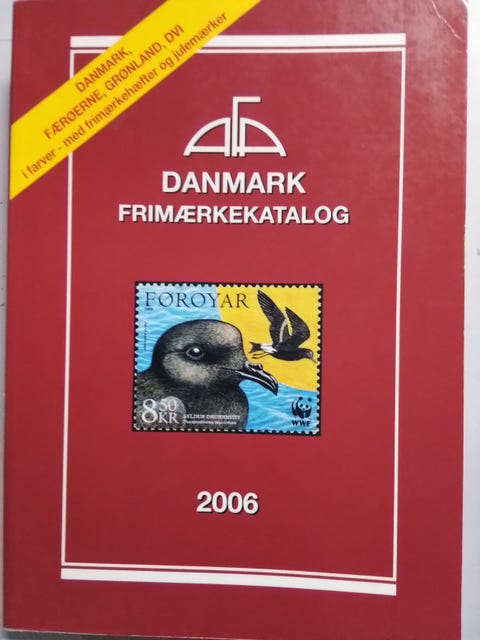 DANMARK,
FÆRØERNE, GRØNLAND, DVI
i farver - med frimærkehæfter og julemærker
AFA
DANMARK
FRIMÆRKEKATALOG
FØROYAR
8 50
KR
WWF
2006